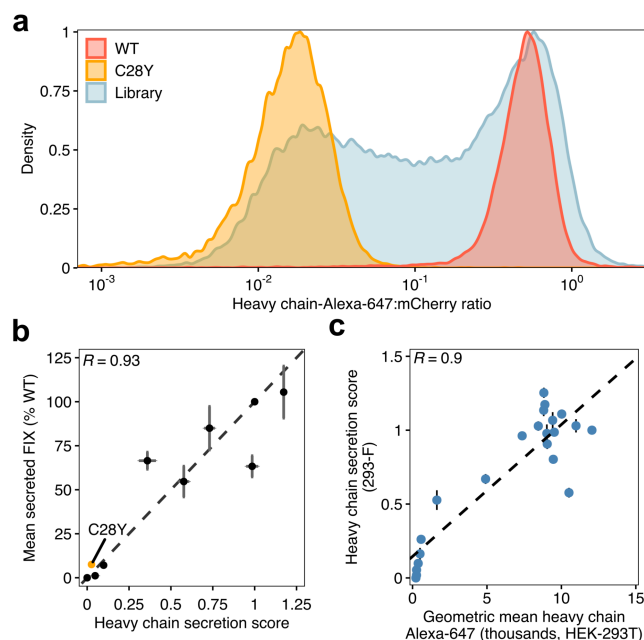 a
WT
C28Y
Library
1
0.75
0.5
0.25
0
Density
10⁻³
10⁻²
10⁻¹
10⁰
Heavy chain-Alexa-647:mCherry ratio
b
R = 0.93
125
100
75
50
25
0
Mean secreted FIX (% WT)
C28Y
0
0.25
0.5
0.75
1.0
1.25
Heavy chain secretion score
c
R = 0.9
1.5
1
0.5
0
Heavy chain secretion score
(293-F)
0
5
10
15
Geometric mean heavy chain
Alexa-647 (thousands, HEK-293T)